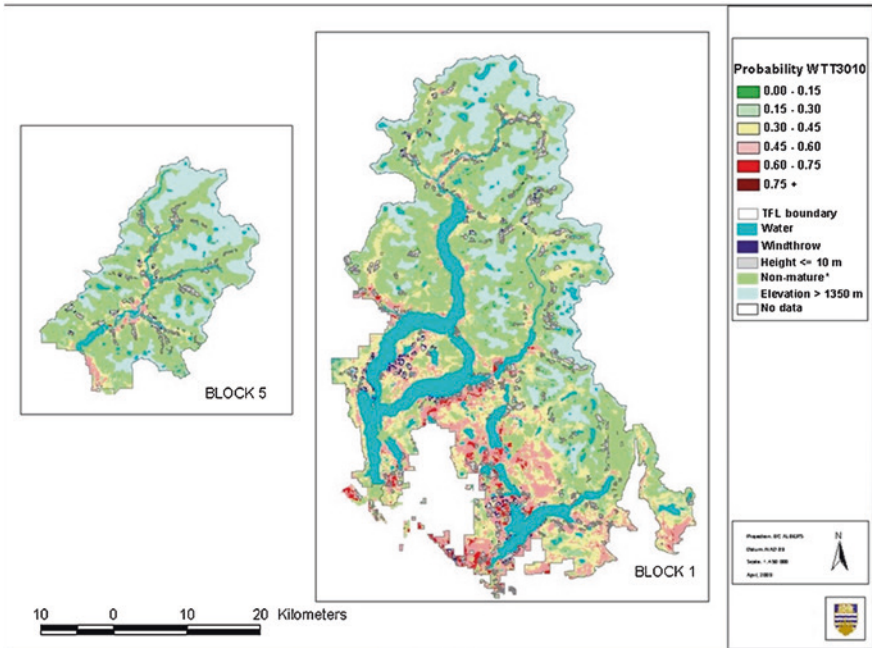 BLOCK 5
BLOCK 1
10 0 10 20 Kilometers
Probability WTT3010
0.00 - 0.15
0.15 - 0.30
0.30 - 0.45
0.45 - 0.60
0.60 - 0.75
0.75 +
TFL boundary
Water
Windthrow
Height <= 10 m
Non-mature*
Elevation > 1350 m
No data
N